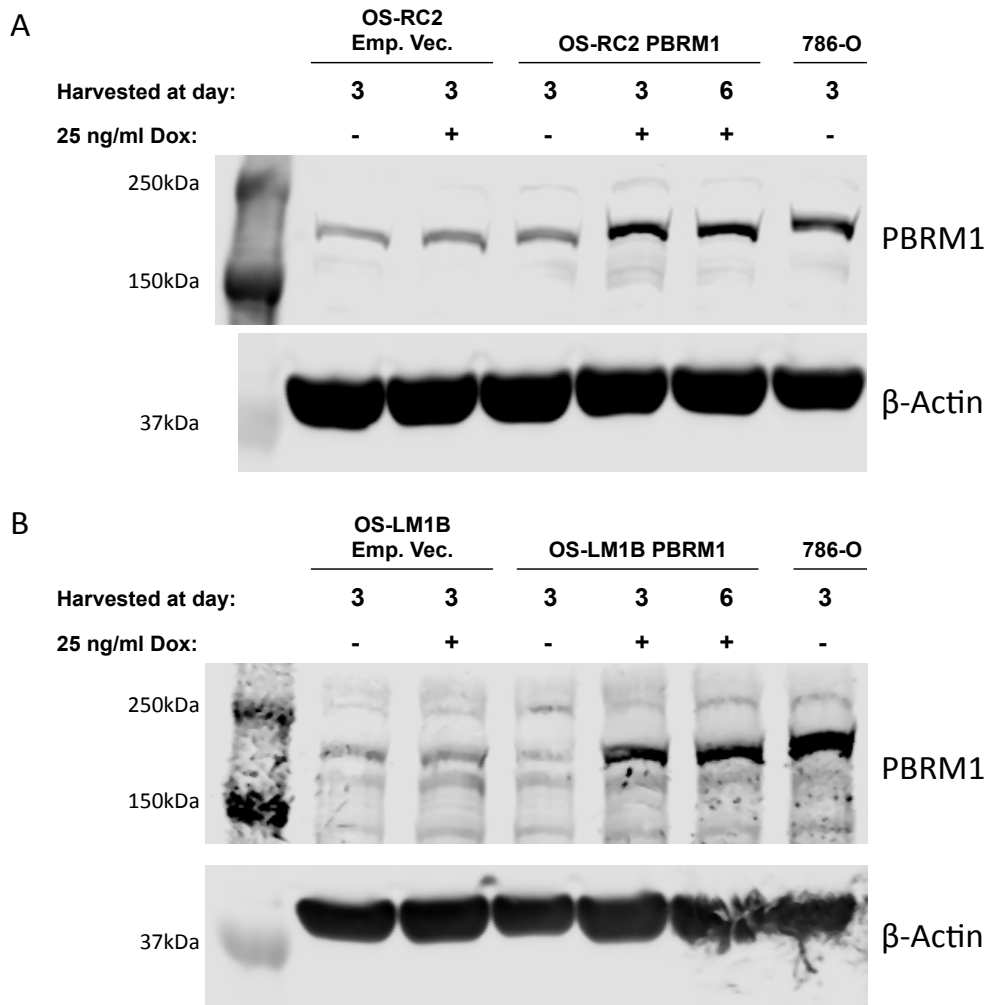 A
OS-RC2
Emp. Vec.
OS-RC2 PBRM1
786-O
Harvested at day: 3 3 3 3 6 3
25 ng/ml Dox: - + - + + -
250kDa
PBRM1
150kDa
37kDa
β-Actin
B
OS-LM1B
Emp. Vec.
OS-LM1B PBRM1
786-O
Harvested at day: 3 3 3 3 6 3
25 ng/ml Dox: - + - + + -
250kDa
PBRM1
150kDa
37kDa
β-Actin